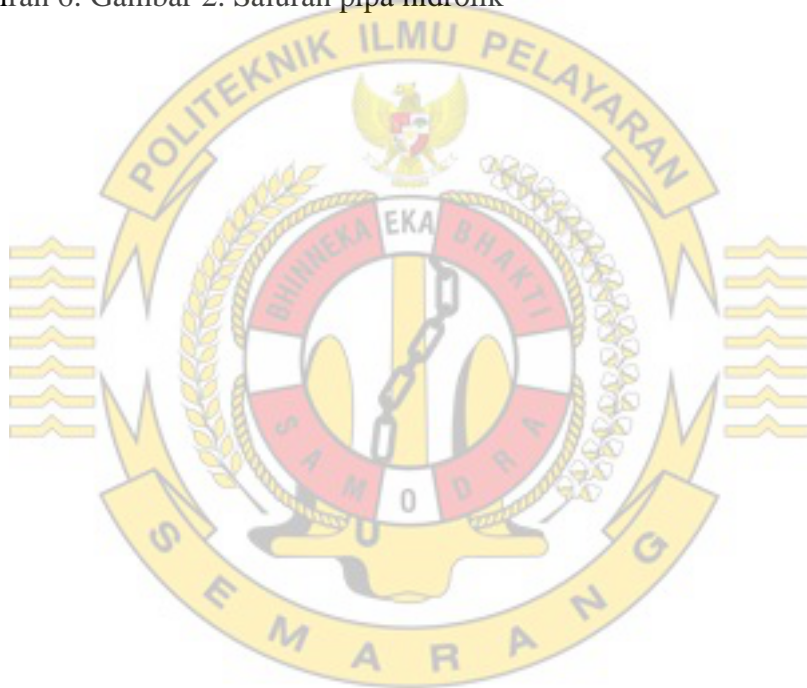 iran 6. Gambar 2. Saluran pipa hidrolik
POLITEKNIK ILMU PELAYARAN
BHINNEKA EKA BHAKTI
SAMODRA
SEMARANG